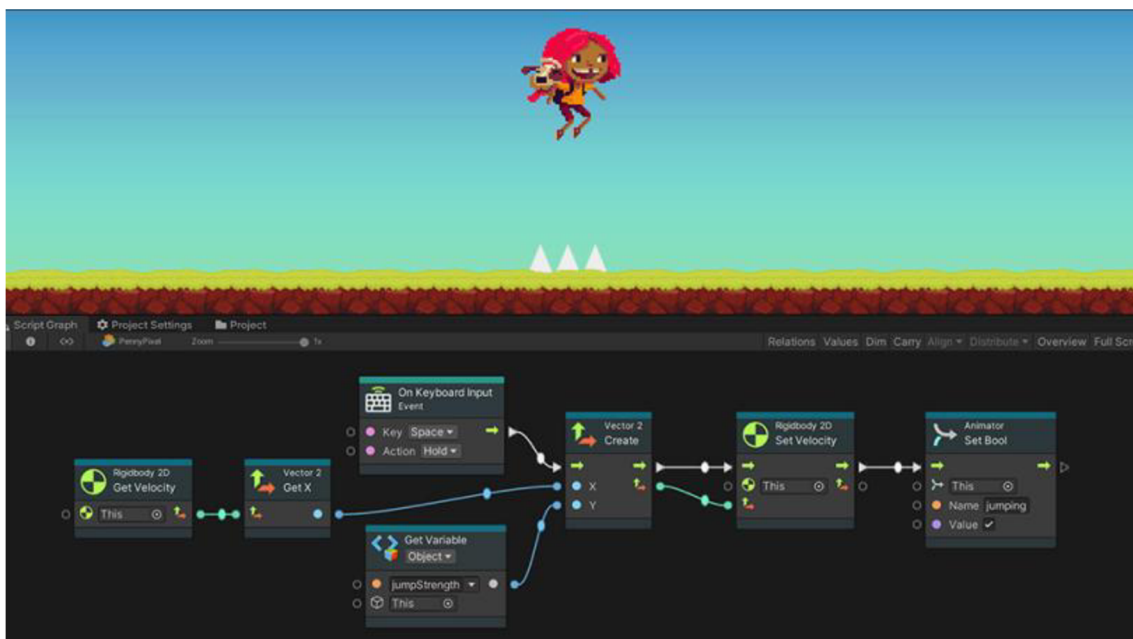 Script Graph Project Settings Project
PennyPixel Zoom 1x Relations Values Dim Carry Align Distribute Overview Full Scr
On Keyboard Input
Event
Key Space
Action Hold
Rigidbody 2D
Get Velocity
This
Vector 2
Get X
Get Variable
Object
jumpStrength
This
Vector 2
Create
X
Y
Rigidbody 2D
Set Velocity
This
Animator
Set Bool
This
Name jumping
Value